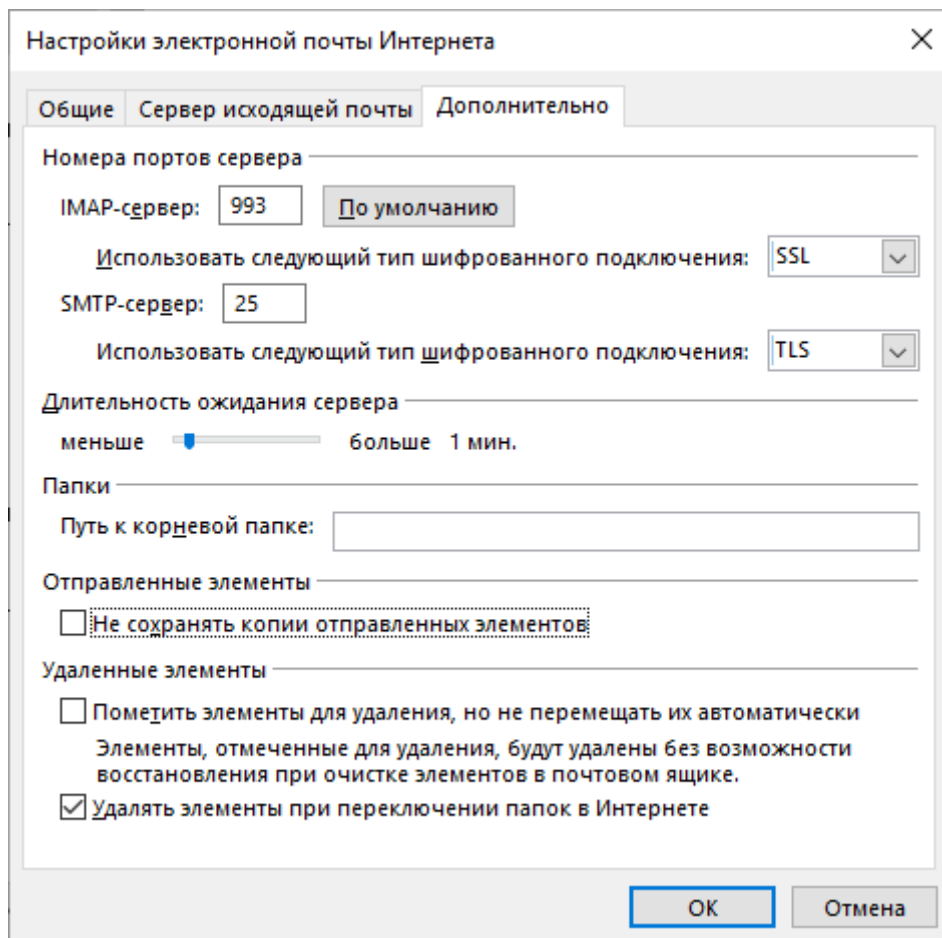 Настройки электронной почты Интернета
Общие Сервер исходящей почты Дополнительно
Номера портов сервера
IMAP-сервер: 993 По умолчанию
Использовать следующий тип шифрованного подключения: SSL
SMTP-сервер: 25
Использовать следующий тип шифрованного подключения: TLS
Длительность ожидания сервера
меньше больше 1 мин.
Папки
Путь к корневой папке:
Отправленные элементы
Не сохранять копии отправленных элементов
Удаленные элементы
Пометить элементы для удаления, но не перемещать их автоматически
Элементы, отмеченные для удаления, будут удалены без возможности
восстановления при очистке элементов в почтовом ящике.
Удалять элементы при переключении папок в Интернете
ОК Отмена